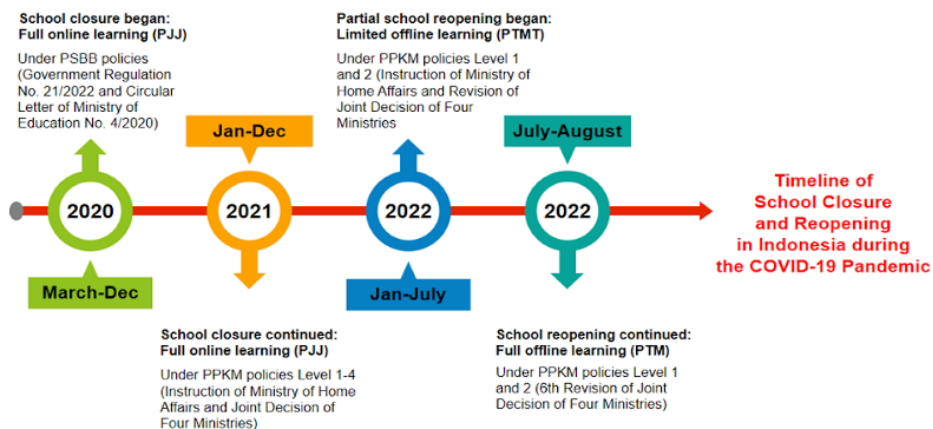 School closure began:
Full online learning (PJJ)
Under PSBB policies
(Government Regulation
No. 21/2022 and Circular
Letter of Ministry of
Education No. 4/2020)
2020
March-Dec
Jan-Dec
2021
School closure continued:
Full online learning (PJJ)
Under PPKM policies Level 1-4
(Instruction of Ministry of Home
Affairs and Joint Decision of
Four Ministries)
Partial school reopening began:
Limited offline learning (PTMT)
Under PPKM policies Level 1
and 2 (Instruction of Ministry of
Home Affairs and Revision of
Joint Decision of Four
Ministries
2022
Jan-July
July-August
2022
School reopening continued:
Full offline learning (PTM)
Under PPKM policies Level 1
and 2 (6th Revision of Joint
Decision of Four Ministries)
Timeline of
School Closure
and Reopening
in Indonesia during
the COVID-19 Pandemic